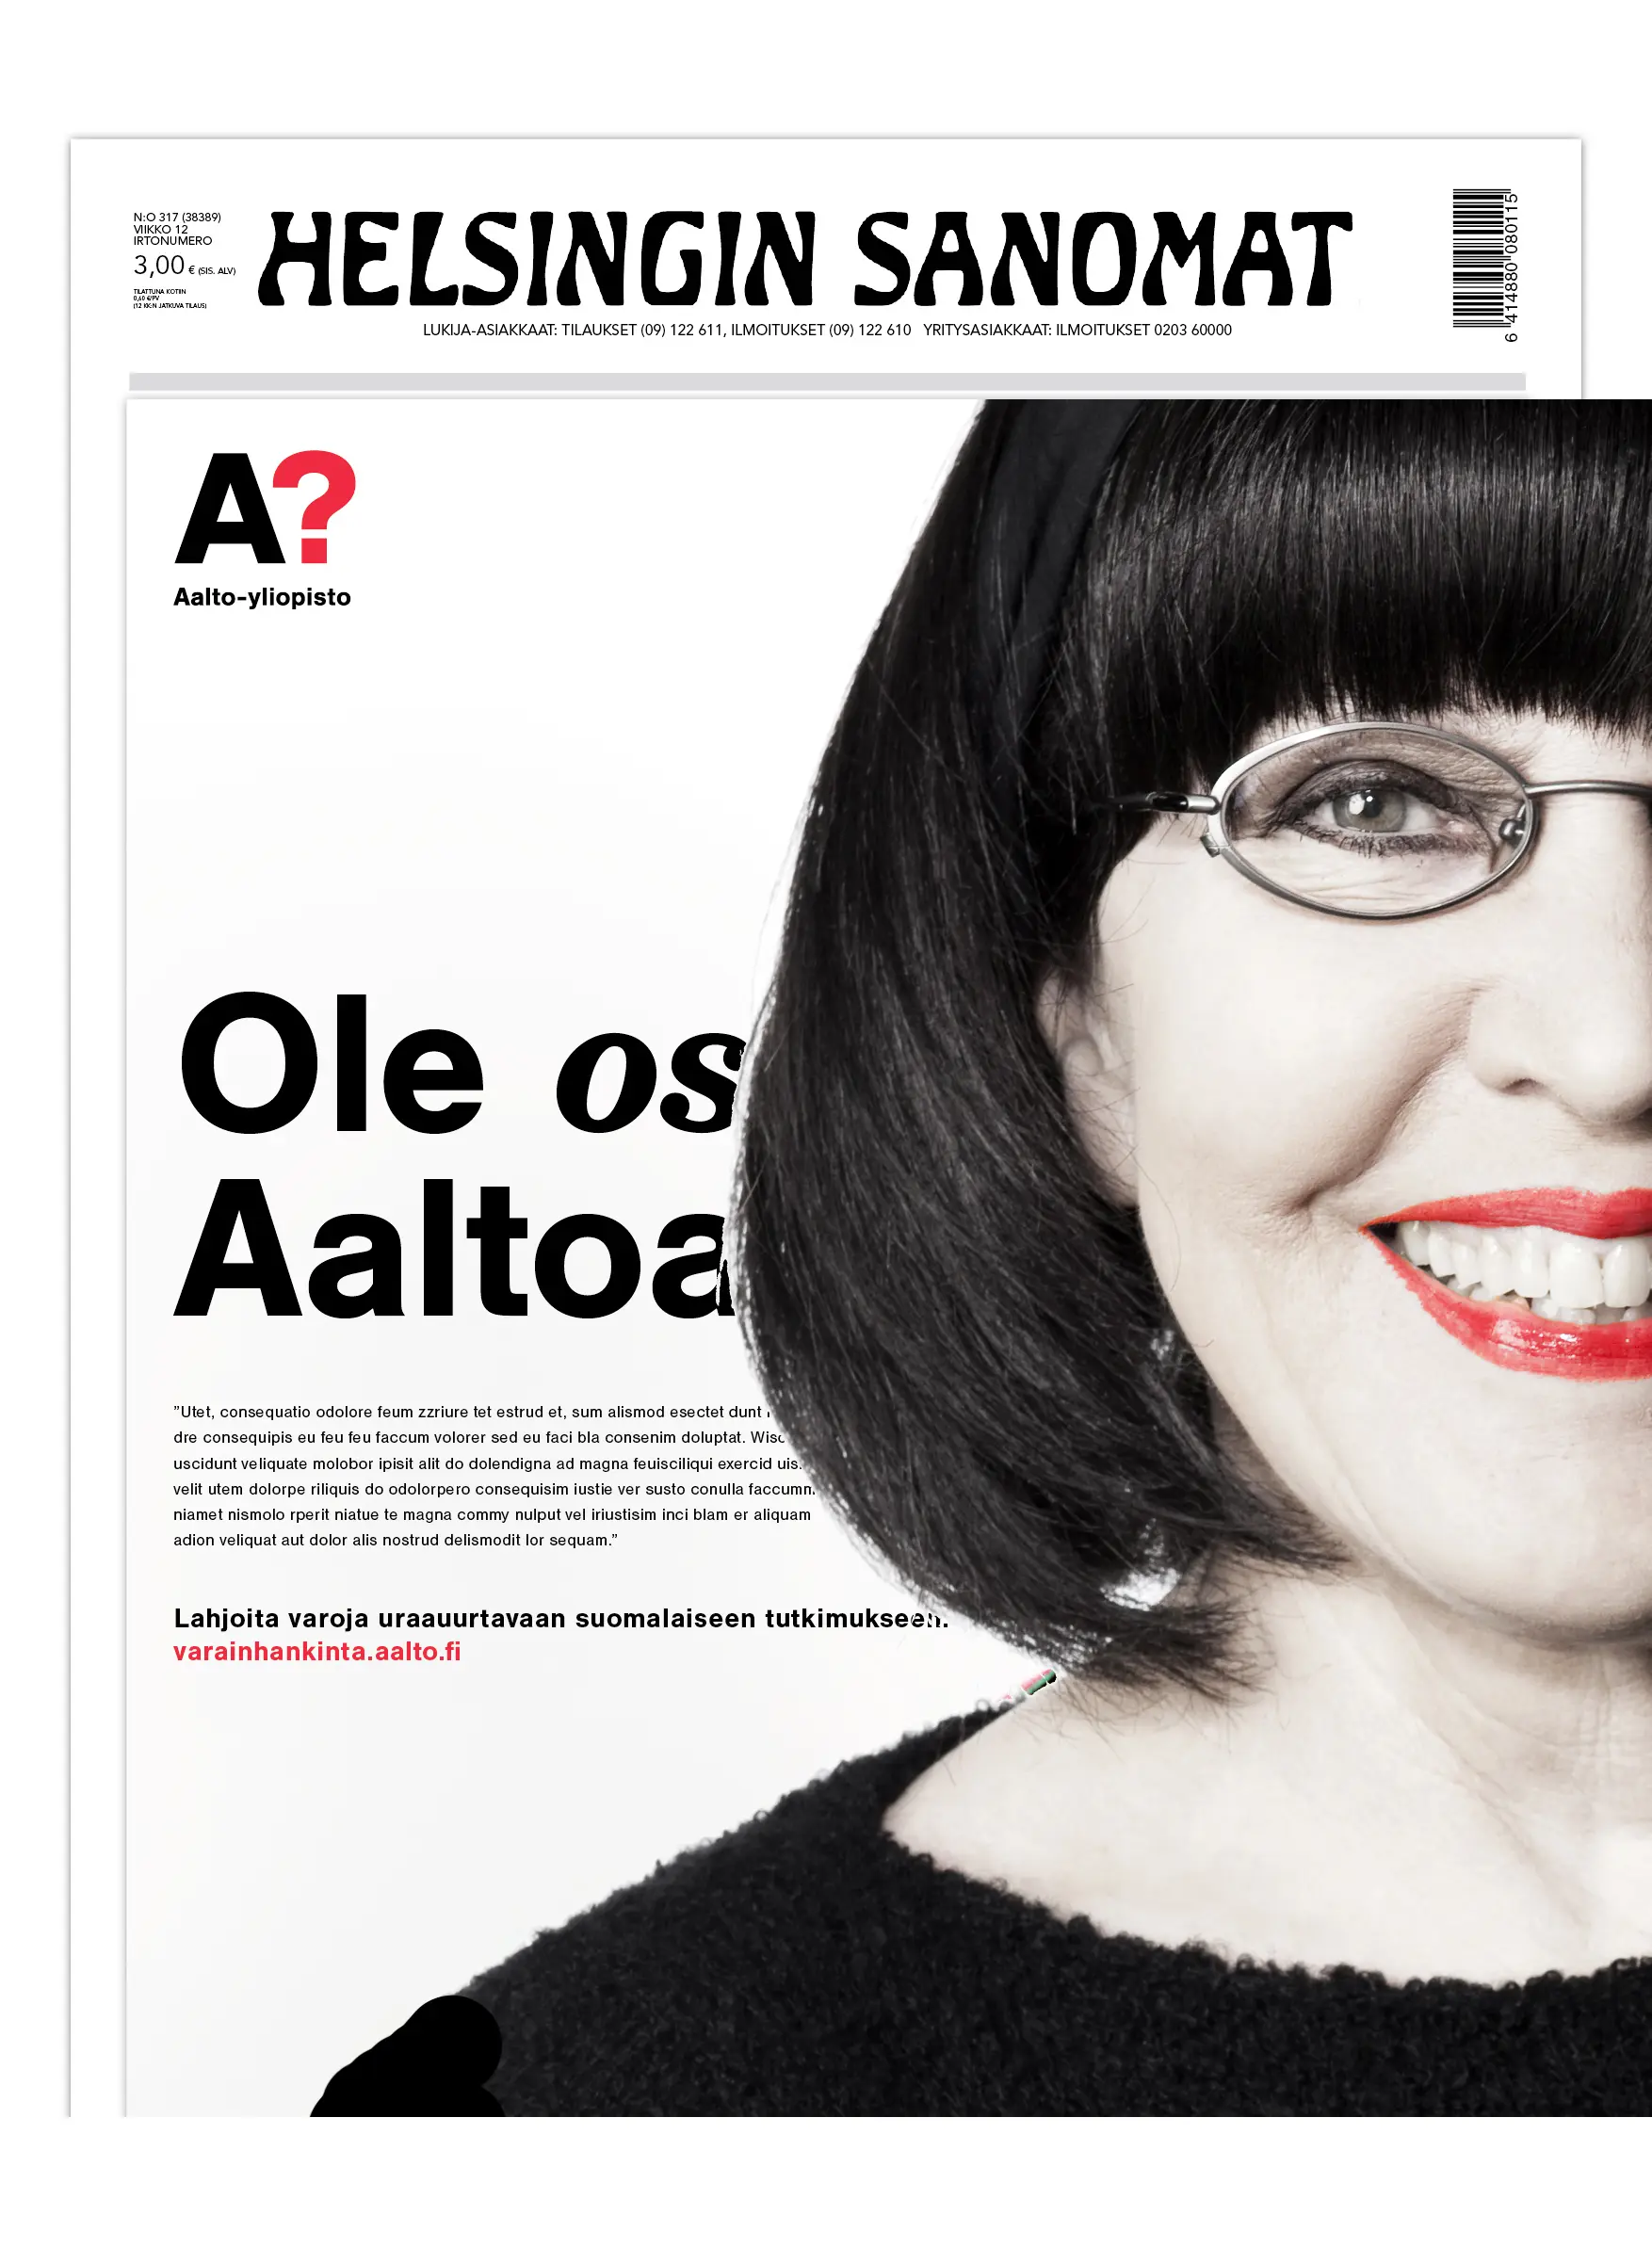 N:O 317 (38389)
VIIKKO 12
IRTONUMERO
3,00 € (SIS. ALV)
TILATTUNA KOTIIN
0,60 €/PV
(12 KK:N JATKUVA TILAUS)
HELSINGIN SANOMAT
LUKIJA-ASIAKKAAT: TILAUKSET (09) 122 611, ILMOITUKSET (09) 122 610 YRITYSASIAKKAAT: ILMOITUKSET 0203 60000
6 414880 080115
A?
Aalto-yliopisto
Ole os
Aaltoa
”Utet, consequatio odolore feum zzriure tet estrud et, sum alismod esectet dunt
dre consequipis eu feu feu faccum volorer sed eu faci bla consenim doluptat. Wisc
uscidunt veliquate molobor ipisit alit do dolendigna ad magna feuisciliqui exercid uis.
velit utem dolorpe riliquis do odolorpero consequisim iustie ver susto conulla faccumn
niamet nismolo rperit niatue te magna commy nulput vel iriustisim inci blam er aliquam
adion veliquat aut dolor alis nostrud delismodit lor sequam.”
Lahjoita varoja uraauurtavaan suomalaiseen tutkimukseen.
varainhankinta.aalto.fi